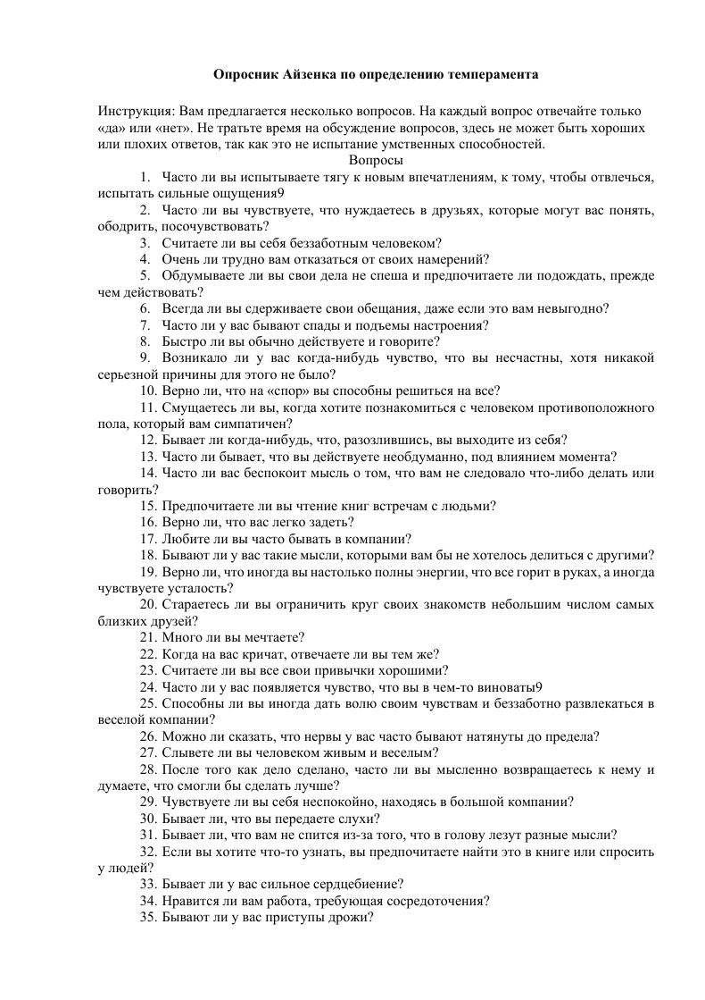 Опросник Айзенка по определению темперамента
Инструкция: Вам предлагается несколько вопросов. На каждый вопрос отвечайте только
«да» или «нет». Не тратьте время на обсуждение вопросов, здесь не может быть хороших
или плохих ответов, так как это не испытание умственных способностей.
Вопросы
1. Часто ли вы испытываете тягу к новым впечатлениям, к тому, чтобы отвлечься,
испытать сильные ощущения9
2. Часто ли вы чувствуете, что нуждаетесь в друзьях, которые могут вас понять,
ободрить, посочувствовать?
3. Считаете ли вы себя беззаботным человеком?
4. Очень ли трудно вам отказаться от своих намерений?
5. Обдумываете ли вы свои дела не спеша и предпочитаете ли подождать, прежде
чем действовать?
6. Всегда ли вы сдерживаете свои обещания, даже если это вам невыгодно?
7. Часто ли у вас бывают спады и подъемы настроения?
8. Быстро ли вы обычно действуете и говорите?
9. Возникало ли у вас когда-нибудь чувство, что вы несчастны, хотя никакой
серьезной причины для этого не было?
10. Верно ли, что на «спор» вы способны решиться на все?
11. Смущаетесь ли вы, когда хотите познакомиться с человеком противоположного
пола, который вам симпатичен?
12. Бывает ли когда-нибудь, что, разозлившись, вы выходите из себя?
13. Часто ли бывает, что вы действуете необдуманно, под влиянием момента?
14. Часто ли вас беспокоит мысль о том, что вам не следовало что-либо делать или
говорить?
15. Предпочитаете ли вы чтение книг встречам с людьми?
16. Верно ли, что вас легко задеть?
17. Любите ли вы часто бывать в компании?
18. Бывают ли у вас такие мысли, которыми вам бы не хотелось делиться с другими?
19. Верно ли, что иногда вы настолько полны энергии, что все горит в руках, а иногда
чувствуете усталость?
20. Стараетесь ли вы ограничить круг своих знакомств небольшим числом самых
близких друзей?
21. Много ли вы мечтаете?
22. Когда на вас кричат, отвечаете ли вы тем же?
23. Считаете ли вы все свои привычки хорошими?
24. Часто ли у вас появляется чувство, что вы в чем-то виноваты9
25. Способны ли вы иногда дать волю своим чувствам и беззаботно развлекаться в
веселой компании?
26. Можно ли сказать, что нервы у вас часто бывают натянуты до предела?
27. Слывете ли вы человеком живым и веселым?
28. После того как дело сделано, часто ли вы мысленно возвращаетесь к нему и
думаете, что смогли бы сделать лучше?
29. Чувствуете ли вы себя неспокойно, находясь в большой компании?
30. Бывает ли, что вы передаете слухи?
31. Бывает ли, что вам не спится из-за того, что в голову лезут разные мысли?
32. Если вы хотите что-то узнать, вы предпочитаете найти это в книге или спросить
у людей?
33. Бывает ли у вас сильное сердцебиение?
34. Нравится ли вам работа, требующая сосредоточения?
35. Бывают ли у вас приступы дрожи?